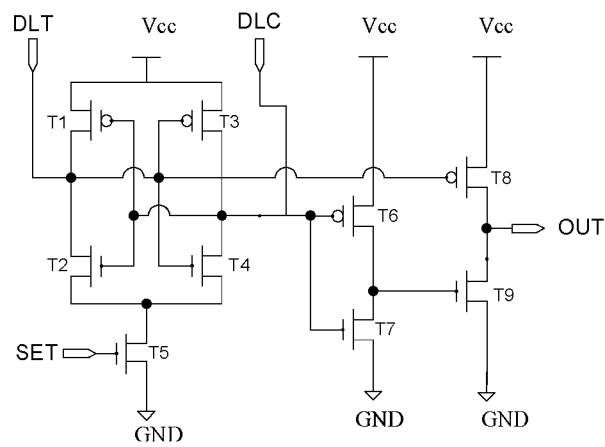 DLT
Vcc
DLC
Vcc
Vcc
T1
T3
T8
T6
OUT
T2
T4
T9
T7
SET
T5
GND
GND
GND